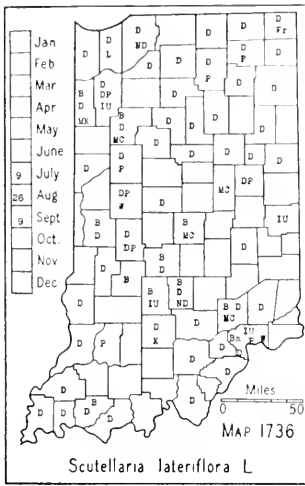 Jan
Feb
Mar
Apr
May
June
9 July
26 Aug
9 Sept
Oct.
Nov
Dec
D D L D ND D D D Fr
D D D D P D
B D MX D DP IU D D D D D
B D MC D D D D
D D P D MC DP D
DP W D D IU
B D D DP B MC D
D B B D D D
D B IU B D ND D B D MC D D
D P D K D D IU Ba P W
D D D
D D B D D D
Miles
0 50
MAP 1736
Scutellaria lateriflora L